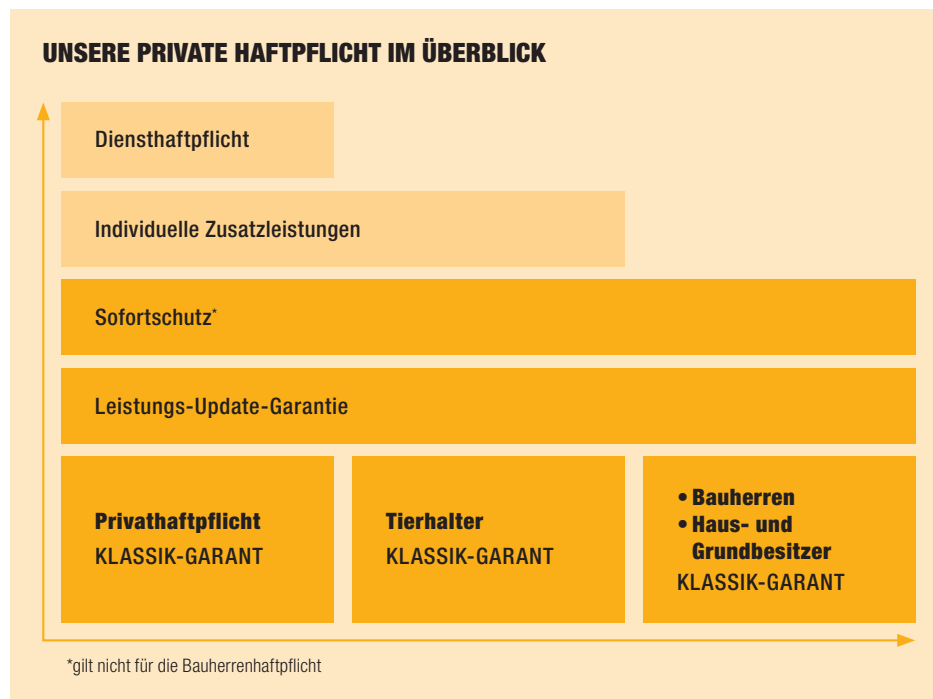 UNSERE PRIVATE HAFTPFLICHT IM ÜBERBLICK
Diensthaftpflicht
Individuelle Zusatzleistungen
Sofortschutz*
Leistungs-Update-Garantie
Privathaftpflicht
KLASSIK-GARANT
Tierhalter
KLASSIK-GARANT
• Bauherren
• Haus- und
Grundbesitzer
KLASSIK-GARANT
*gilt nicht für die Bauherrenhaftpflicht